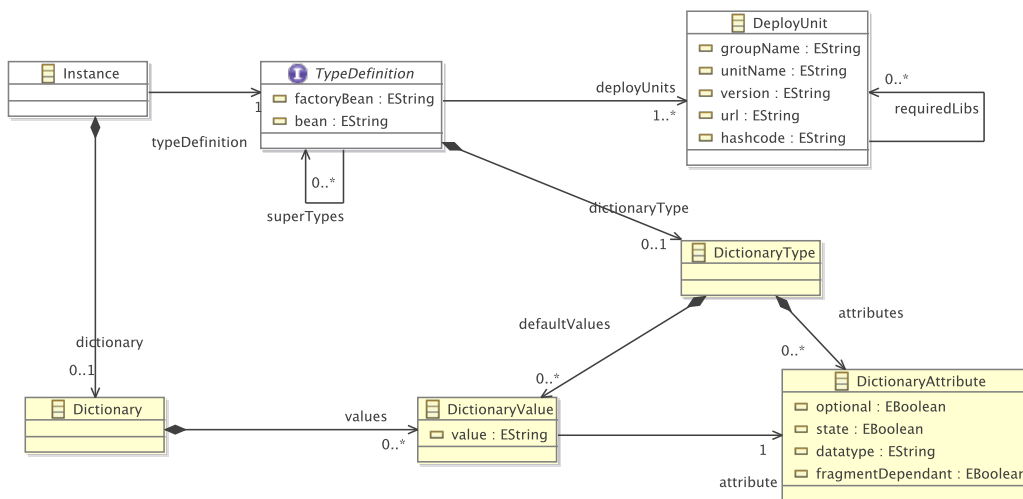 DeployUnit
groupName : EString
unitName : EString
version : EString
url : EString
hashcode : EString
0..*
requiredLibs
Instance
TypeDefinition
factoryBean : EString
bean : EString
deployUnits
1..*
1
typeDefinition
0..*
superTypes
dictionaryType
0..1
DictionaryType
defaultValues
attributes
0..*
0..*
dictionary
0..1
Dictionary
values
0..*
DictionaryValue
value : EString
1
attribute
DictionaryAttribute
optional : EBoolean
state : EBoolean
datatype : EString
fragmentDependant : EBoolean